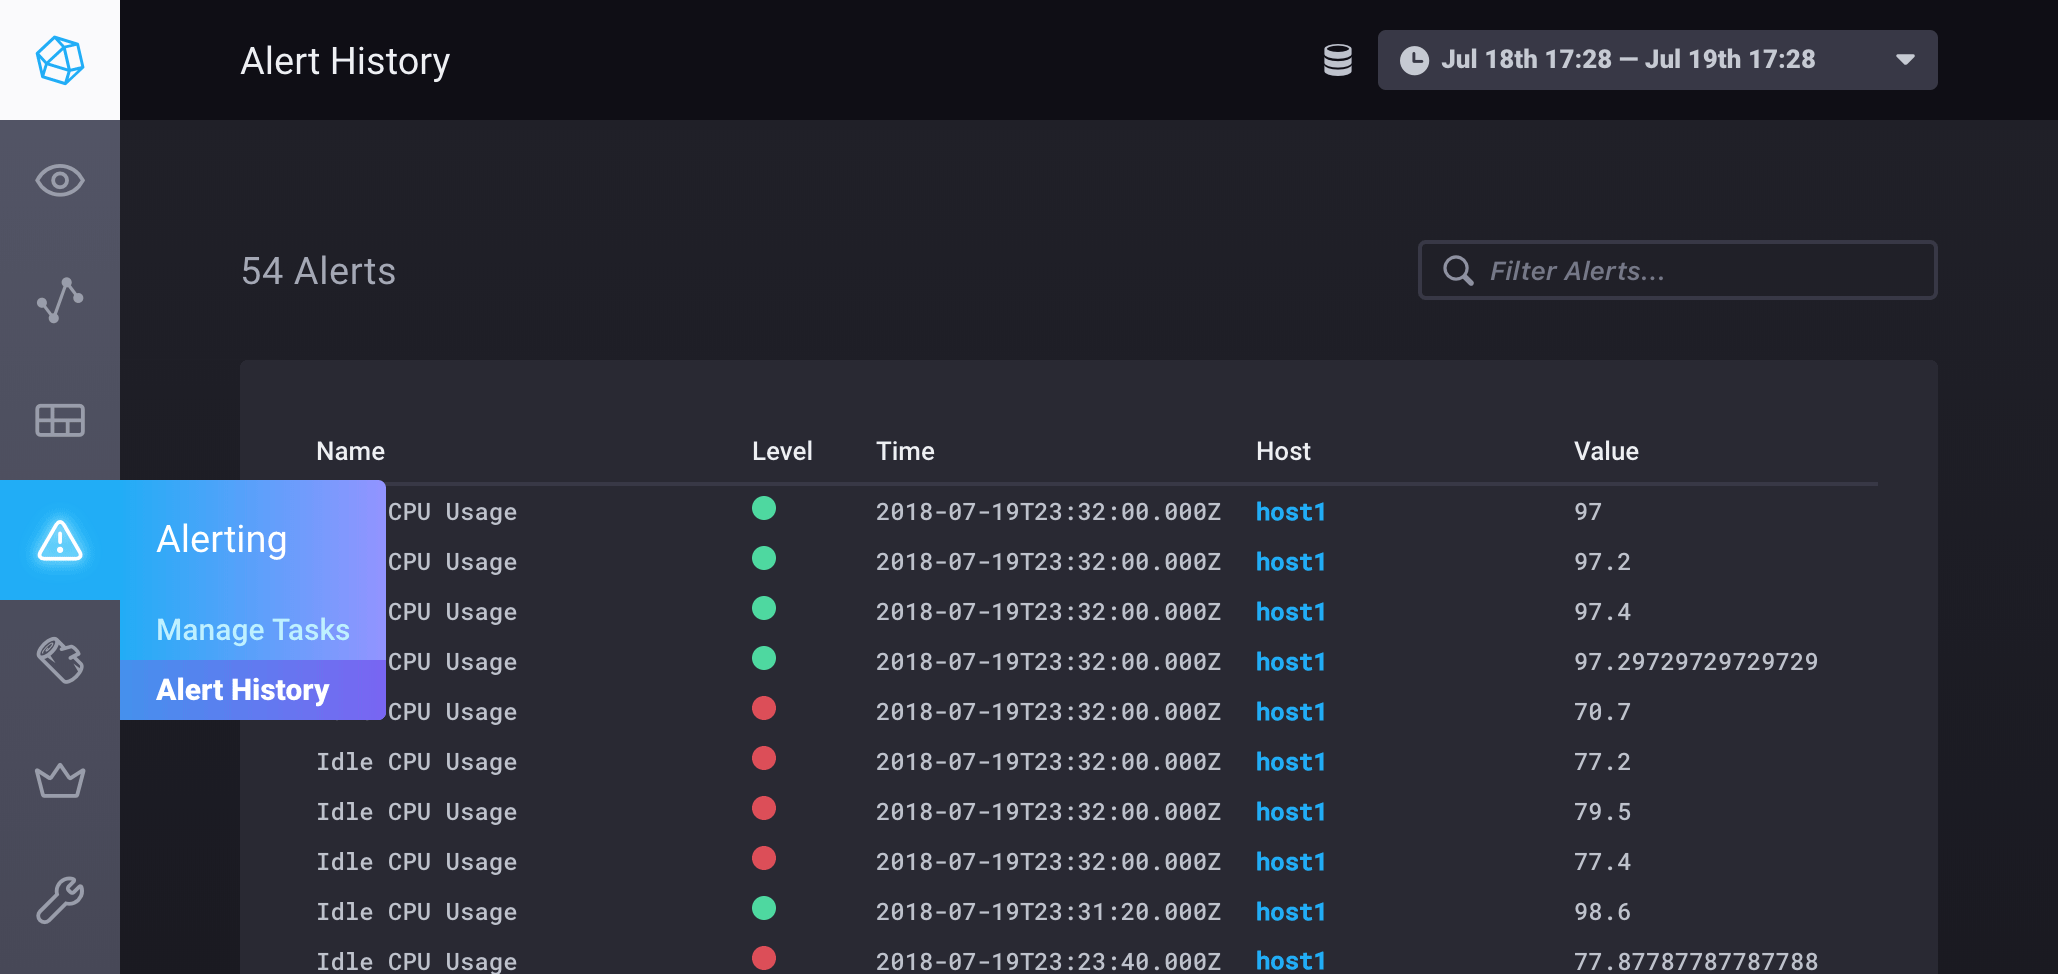 Alert History
Jul 18th 17:28 — Jul 19th 17:28
54 Alerts
Filter Alerts...
Name Level Time Host Value
CPU Usage 2018-07-19T23:32:00.000Z host1 97
Alerting
CPU Usage 2018-07-19T23:32:00.000Z host1 97.2
CPU Usage 2018-07-19T23:32:00.000Z host1 97.4
Manage Tasks
CPU Usage 2018-07-19T23:32:00.000Z host1 97.29729729729729
Alert History
CPU Usage 2018-07-19T23:32:00.000Z host1 70.7
Idle CPU Usage 2018-07-19T23:32:00.000Z host1 77.2
Idle CPU Usage 2018-07-19T23:32:00.000Z host1 79.5
Idle CPU Usage 2018-07-19T23:32:00.000Z host1 77.4
Idle CPU Usage 2018-07-19T23:31:20.000Z host1 98.6
Idle CPU Usage 2018-07-19T23:23:40.000Z host1 77.87787787787788